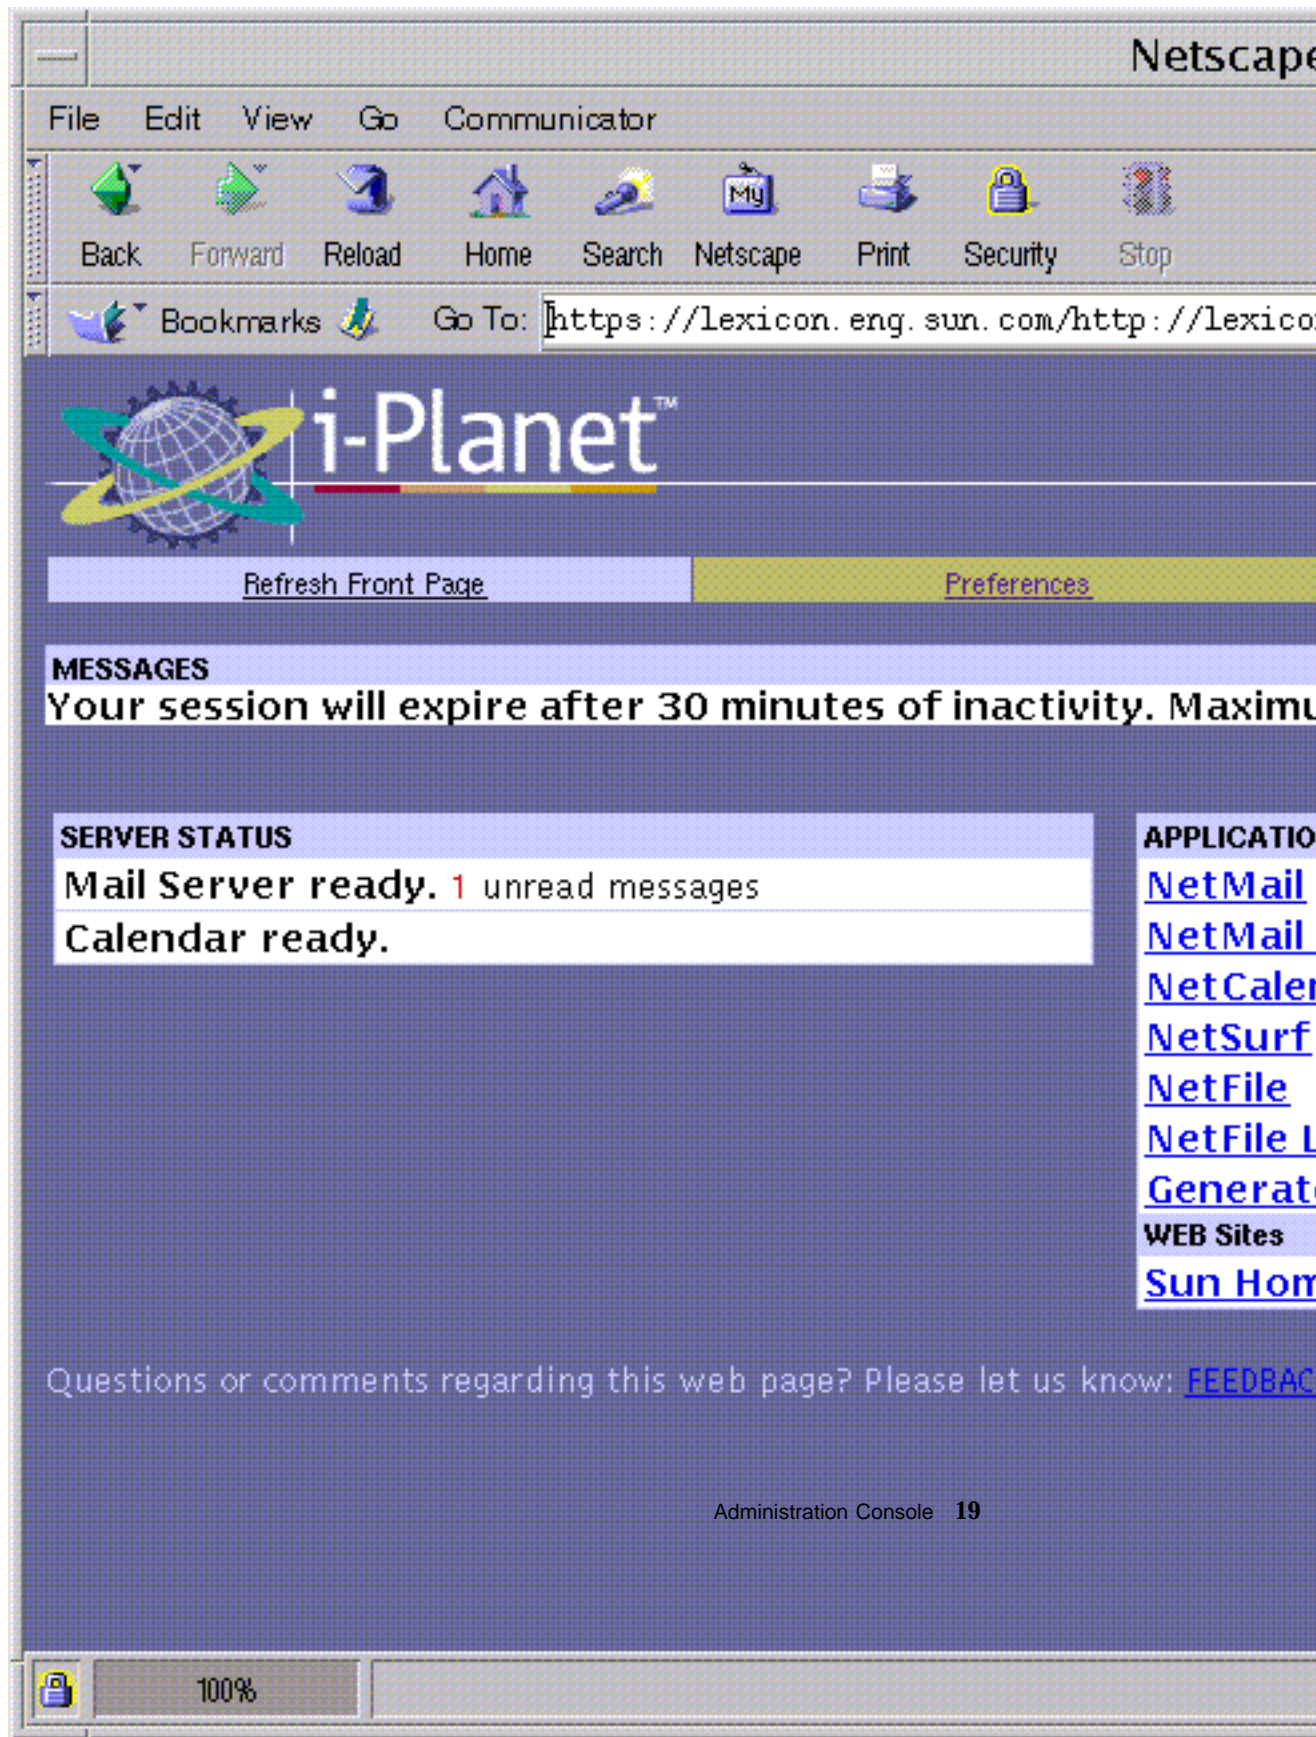 Netscape
File Edit View Go Communicator
My
Back Forward Reload Home Search Netscape Print Security Stop
Bookmarks Go To: https://lexicon.eng.sun.com/http://lexico
i-Planet™
Refresh Front Page Preferences
MESSAGES
Your session will expire after 30 minutes of inactivity. Maximu
SERVER STATUS
Mail Server ready. 1 unread messages
Calendar ready.
APPLICATIO
NetMail
NetMail
NetCaler
NetSurf
NetFile
NetFile L
Generat
WEB Sites
Sun Hom
Questions or comments regarding this web page? Please let us know: FEEDBAC
Administration Console 19
100%